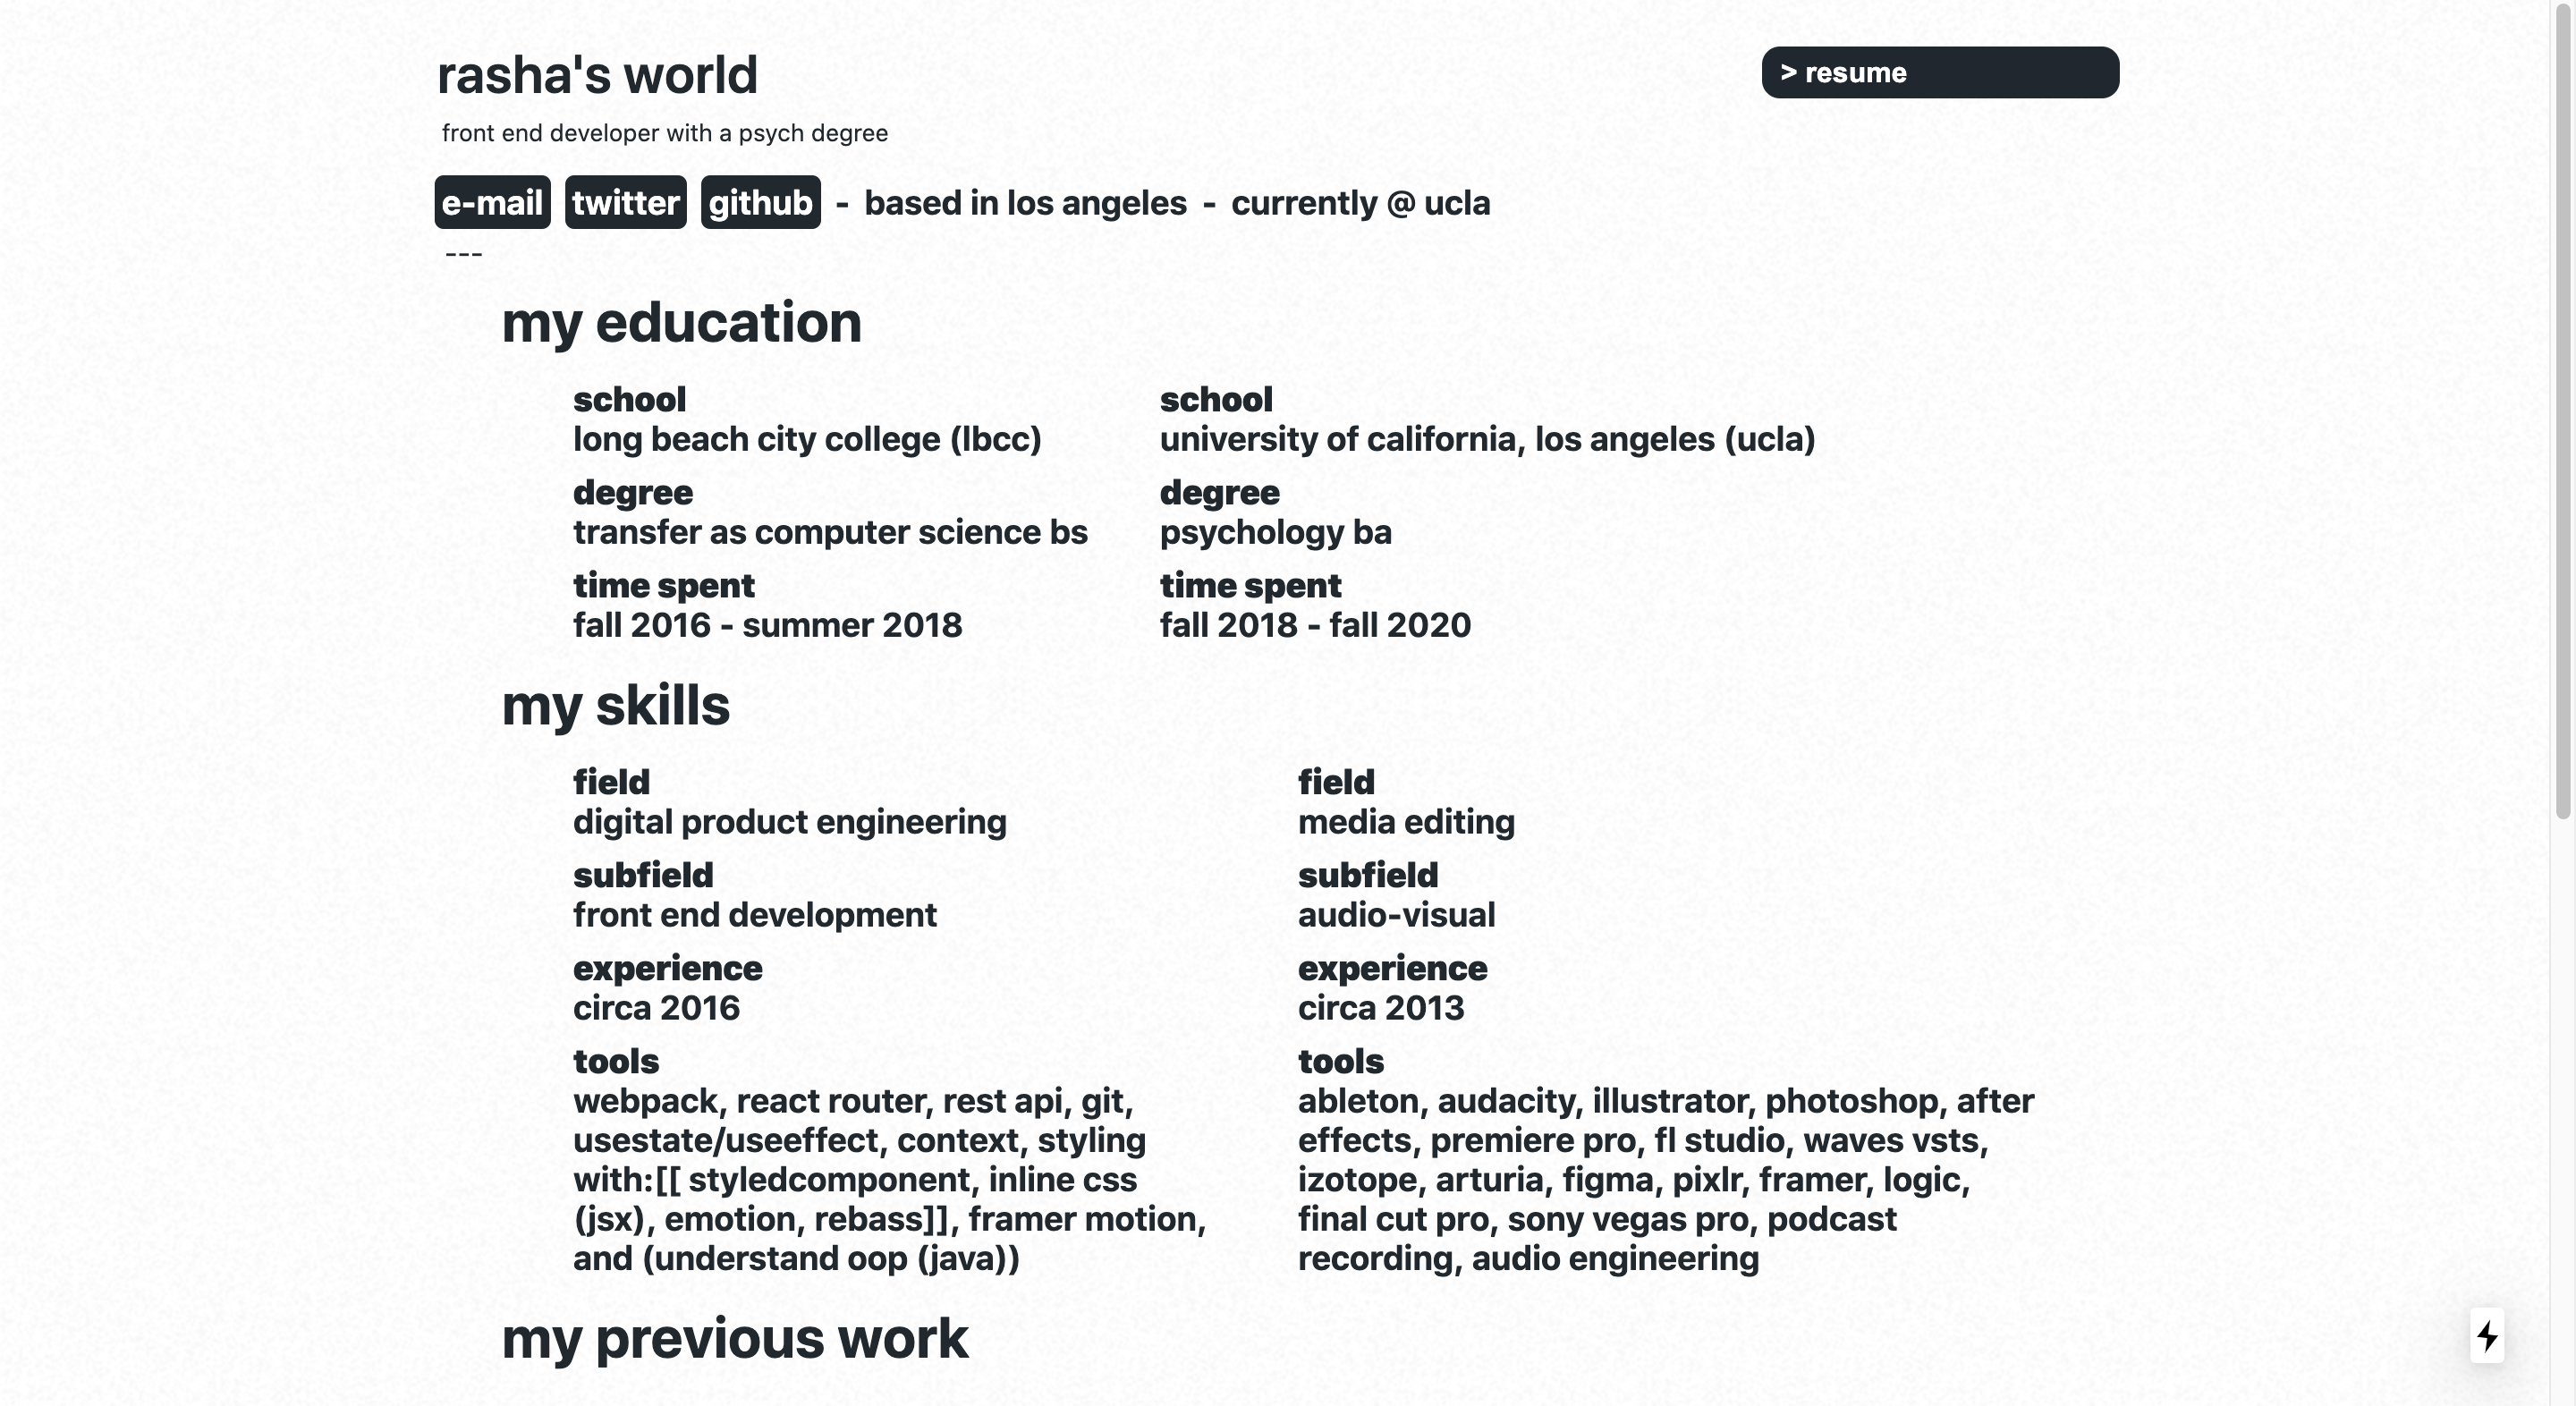 rasha's world
> resume
front end developer with a psych degree
e-mail twitter github - based in los angeles - currently @ ucla
---
my education
school
long beach city college (lbcc)
degree
transfer as computer science bs
time spent
fall 2016 - summer 2018
school
university of california, los angeles (ucla)
degree
psychology ba
time spent
fall 2018 - fall 2020
my skills
field
digital product engineering
subfield
front end development
experience
circa 2016
tools
webpack, react router, rest api, git,
usestate/useeffect, context, styling
with:[[ styledcomponent, inline css
(jsx), emotion, rebass]], framer motion,
and (understand oop (java))
field
media editing
subfield
audio-visual
experience
circa 2013
tools
ableton, audacity, illustrator, photoshop, after
effects, premiere pro, fl studio, waves vsts,
izotope, arturia, figma, pixlr, framer, logic,
final cut pro, sony vegas pro, podcast
recording, audio engineering
my previous work